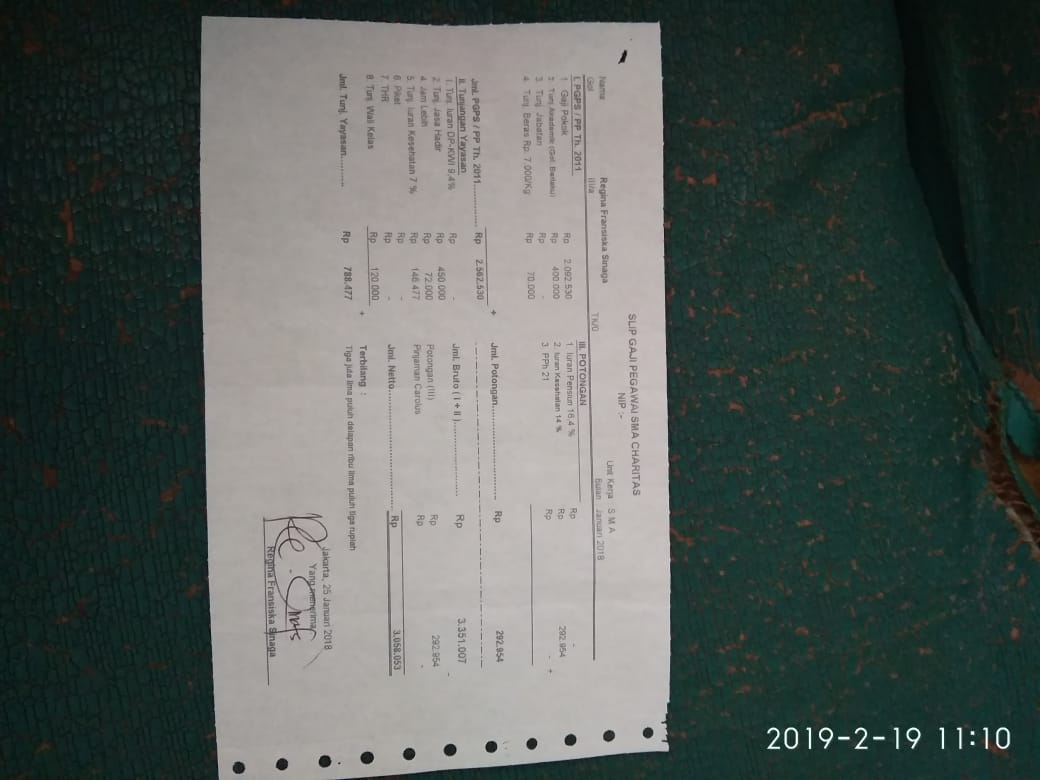 SLIP GAJI PEGAWAI SMA CHARITAS
NIP :-
Nama Regina Fransiska Sinaga Unit Kerja S M A
Gol III/a TK/0 Bulan Januari 2018
I. PGPS / PP Th. 2011
1. Gaji Pokok Rp 2.092.530
2. Tunj. Akademik (Gol. Berlaku) Rp 400.000
3. Tunj. Jabatan Rp -
4. Tunj. Beras Rp. 7.000/Kg Rp 70.000
+
Jml. PGPS / PP Th. 2011............ Rp 2.562.530
II. Tunjangan Yayasan
1. Tunj. Iuran DP-KWI 9,4% Rp -
2. Tunj. Jasa Hadir Rp 450.000
4. Jam Lebih Rp 72.000
5. Tunj. Iuran Kesehatan 7 % Rp 146.477
6. Piket Rp -
7. THR Rp -
8. Tunj. Wali Kelas Rp 120.000
+
Jml. Tunj. Yayasan........... Rp 788.477
III. POTONGAN
1. Iuran Pensiun 16,4 % Rp -
2. Iuran Kesehatan 14 % Rp 292.954
3. PPh 21 Rp -
+
Jml. Potongan........................ Rp 292.954
Jml. Bruto ( I + II )................... Rp 3.351.007
Potongan (III) Rp 292.954
Pinjaman Carolus Rp -
-
Jml. Netto.............................. Rp 3.058.053
Terbilang :
Tiga juta lima puluh delapan ribu lima puluh tiga rupiah
Jakarta, 25 Januari 2018
Yang menerima,
Regina Fransiska Sinaga
2019-2-19 11:10